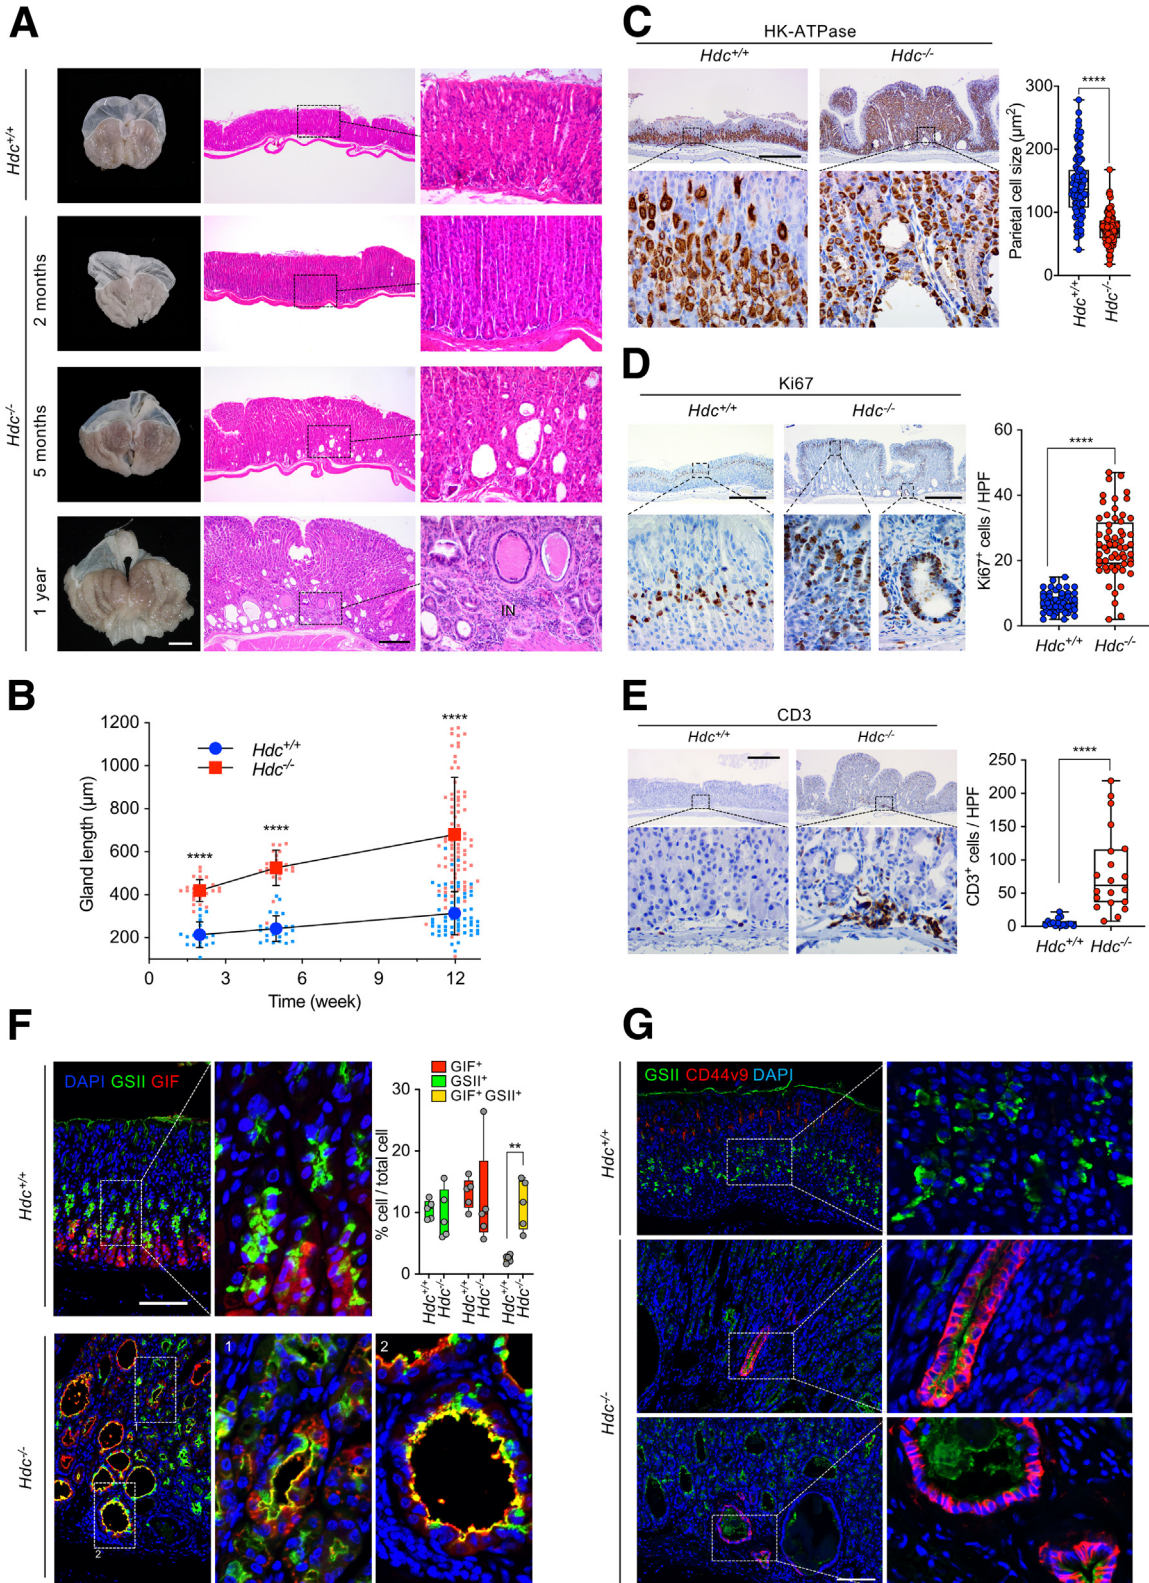 A
Hdc+/+
Hdc-/-
2 months
5 months
1 year
IN
B
Gland length (µm)
1200
1000
800
600
400
200
Hdc+/+
Hdc-/-
****
****
****
0 3 6 9 12
Time (week)
C
HK-ATPase
Hdc+/+ Hdc-/-
Parietal cell size (µm²)
300
200
100
0
****
Hdc+/+
Hdc-/-
D
Ki67
Hdc+/+ Hdc-/-
Ki67+ cells / HPF
60
40
20
0
****
Hdc+/+ Hdc-/-
E
CD3
Hdc+/+ Hdc-/-
CD3+ cells / HPF
250
200
150
100
50
0
****
Hdc+/+ Hdc-/-
F
Hdc+/+
DAPI GSII GIF
GIF+
GSII+
GIF+ GSII+
% cell / total cell
30
20
10
0
**
Hdc+/+
Hdc-/-
Hdc+/+
Hdc-/-
Hdc+/+
Hdc-/-
Hdc-/-
1
2
2
G
GSII CD44v9 DAPI
Hdc+/+
Hdc-/-